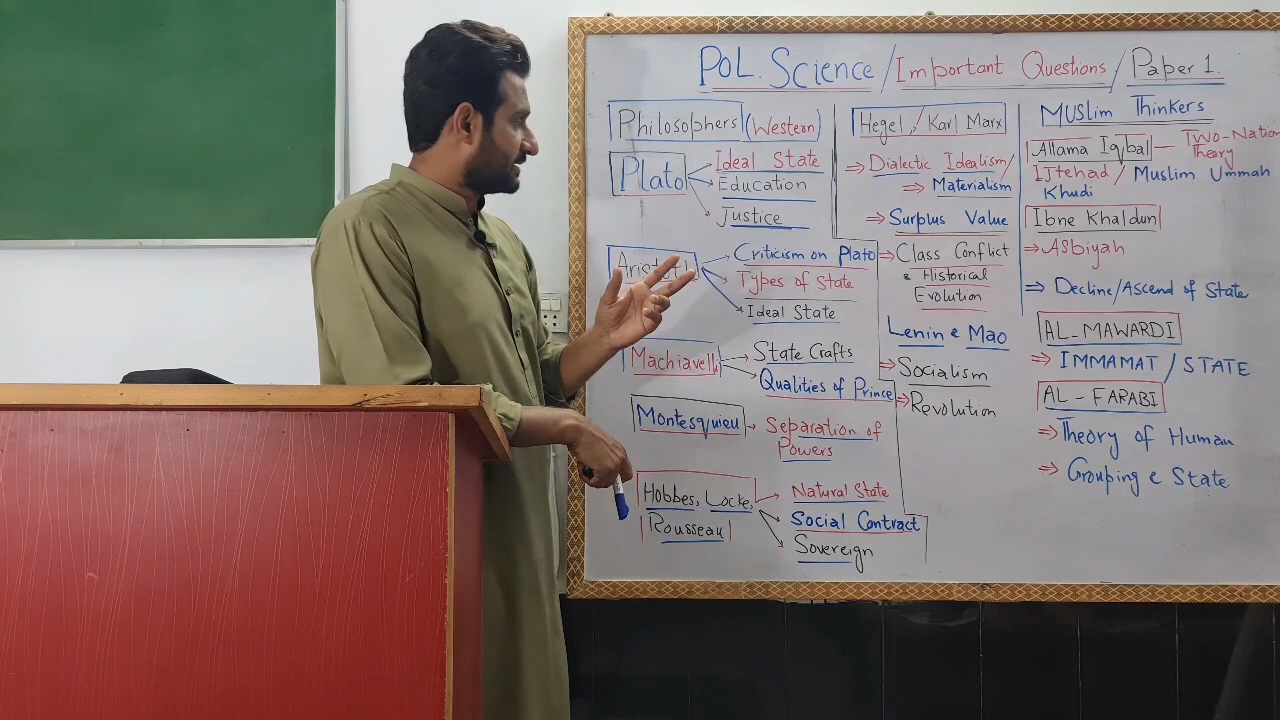 PoL. Science / Important Questions / Paper 1.
Philosophers (Western)
Plato
Ideal State
Education
Justice
Criticism on Plato
Types of State
Ideal State
Machiavelli
State Crafts
Qualities of Prince
Montesquieu
Separation of
Powers
Hobbes, Locke,
Rousseau
Natural State
Social Contract
Sovereign
Hegel / Karl Marx
⇒ Dialectic Idealism/
⇒ Materialism
⇒ Surplus Value
⇒ Class Conflict
e Historical
Evolution
Lenin e Mao
⇒ Socialism
⇒ Revolution
Muslim Thinkers
Allama Iqbal — Two-Nation
Theory
Ijtehad / Muslim Ummah
Khudi
Ibne Khaldun
⇒ Asbiyah
⇒ Decline/Ascend of State
AL-MAWARDI
⇒ IMMAMAT / STATE
AL - FARABI
⇒ Theory of Human
⇒ Grouping e State